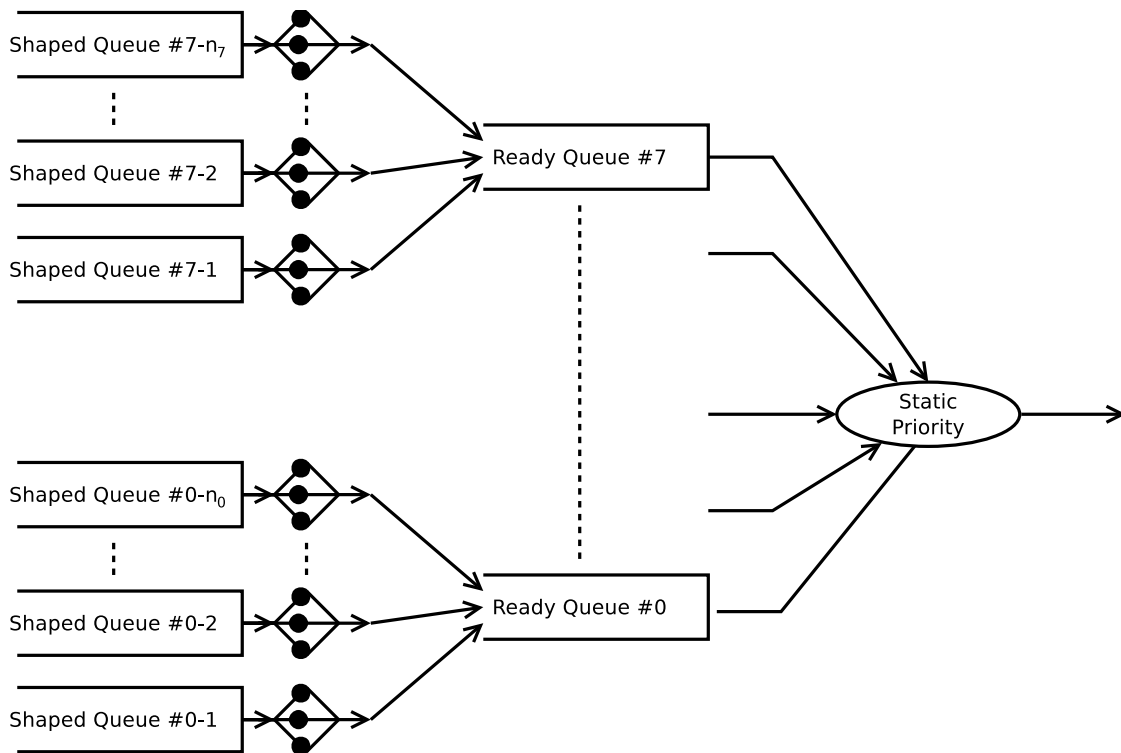 Shaped Queue #7-n₇
Shaped Queue #7-2
Shaped Queue #7-1
Ready Queue #7
Static
Priority
Shaped Queue #0-n₀
Shaped Queue #0-2
Shaped Queue #0-1
Ready Queue #0